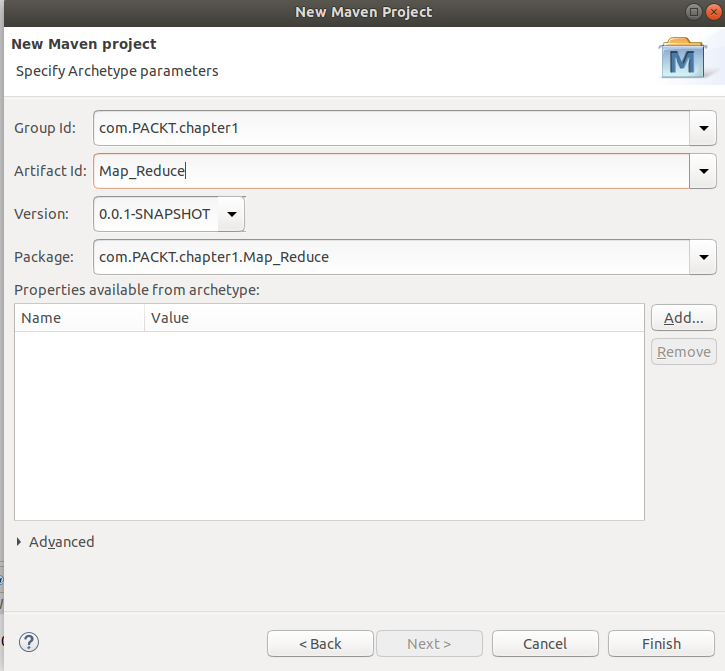 New Maven Project
New Maven project
Specify Archetype parameters
M
Group Id: com.PACKT.chapter1
Artifact Id: Map_Reduce
Version: 0.0.1-SNAPSHOT
Package: com.PACKT.chapter1.Map_Reduce
Properties available from archetype:
Name Value
Add...
Remove
Advanced
? < Back Next > Cancel Finish